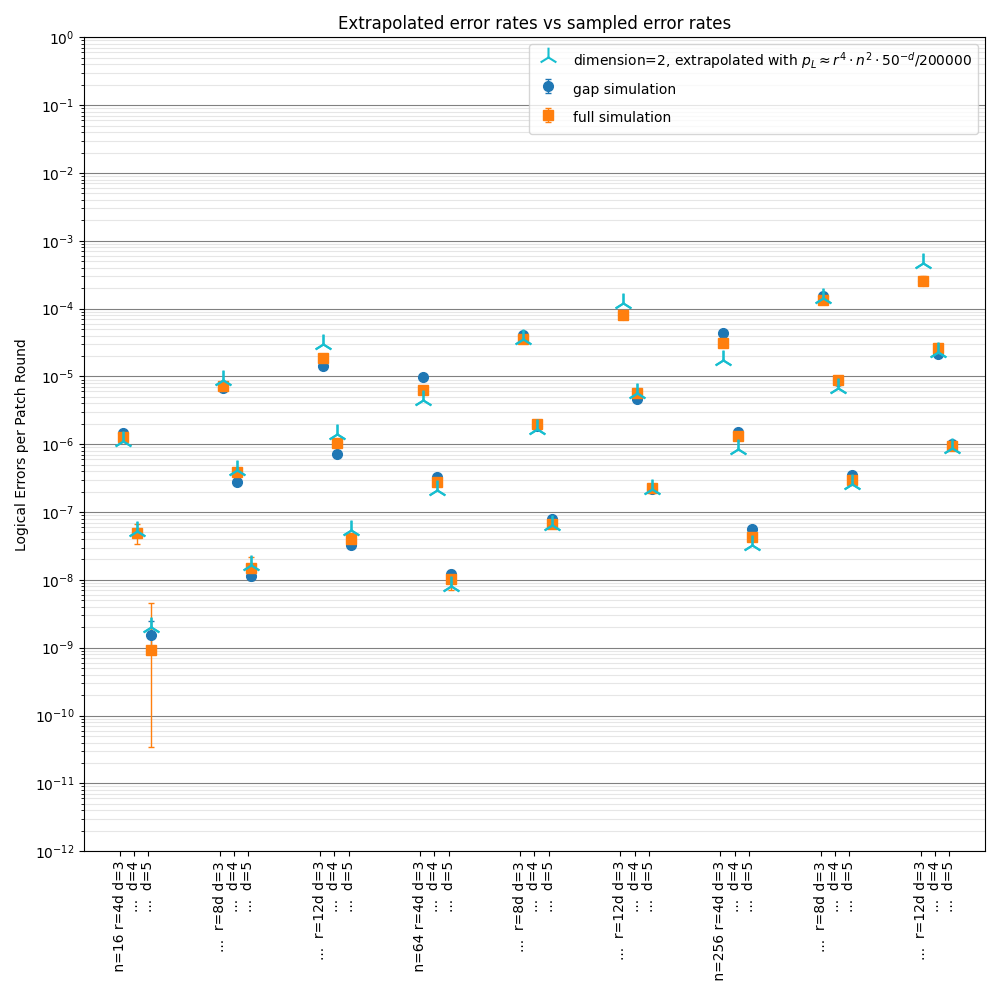 Extrapolated error rates vs sampled error rates
dimension=2, extrapolated with $p_L \approx r^4 \cdot n^2 \cdot 50^{-d}/200000$
gap simulation
full simulation
Logical Errors per Patch Round
10⁰
10⁻¹
10⁻²
10⁻³
10⁻⁴
10⁻⁵
10⁻⁶
10⁻⁷
10⁻⁸
10⁻⁹
10⁻¹⁰
10⁻¹¹
10⁻¹²
n=16 r=4d d=3
... d=4
... d=5
... r=8d d=3
... d=4
... d=5
... r=12d d=3
... d=4
... d=5
n=64 r=4d d=3
... d=4
... d=5
... r=8d d=3
... d=4
... d=5
... r=12d d=3
... d=4
... d=5
n=256 r=4d d=3
... d=4
... d=5
... r=8d d=3
... d=4
... d=5
... r=12d d=3
... d=4
... d=5